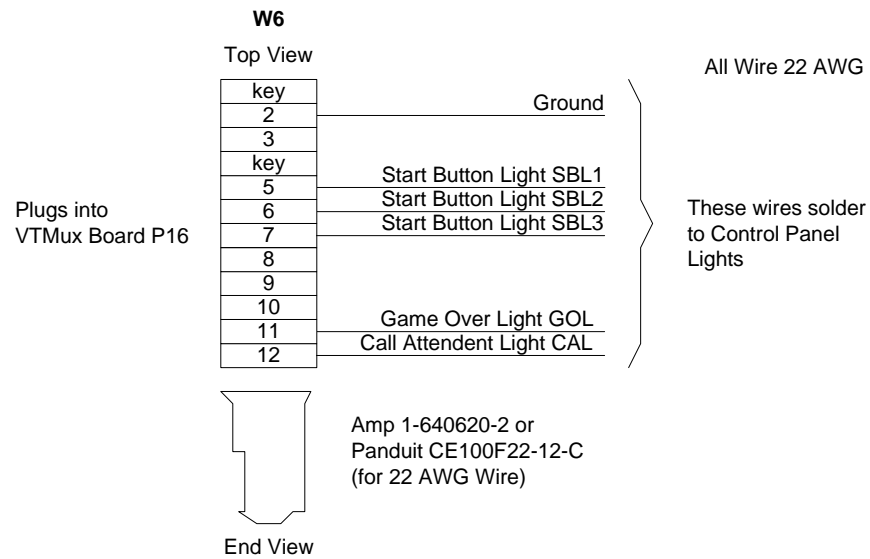 W6
Top View
All Wire 22 AWG
key
2
Ground
3
key
5
Start Button Light SBL1
6
Start Button Light SBL2
7
Start Button Light SBL3
8
9
10
11
Game Over Light GOL
12
Call Attendent Light CAL
Plugs into
VTMux Board P16
These wires solder
to Control Panel
Lights
Amp 1-640620-2 or
Panduit CE100F22-12-C
(for 22 AWG Wire)
End View